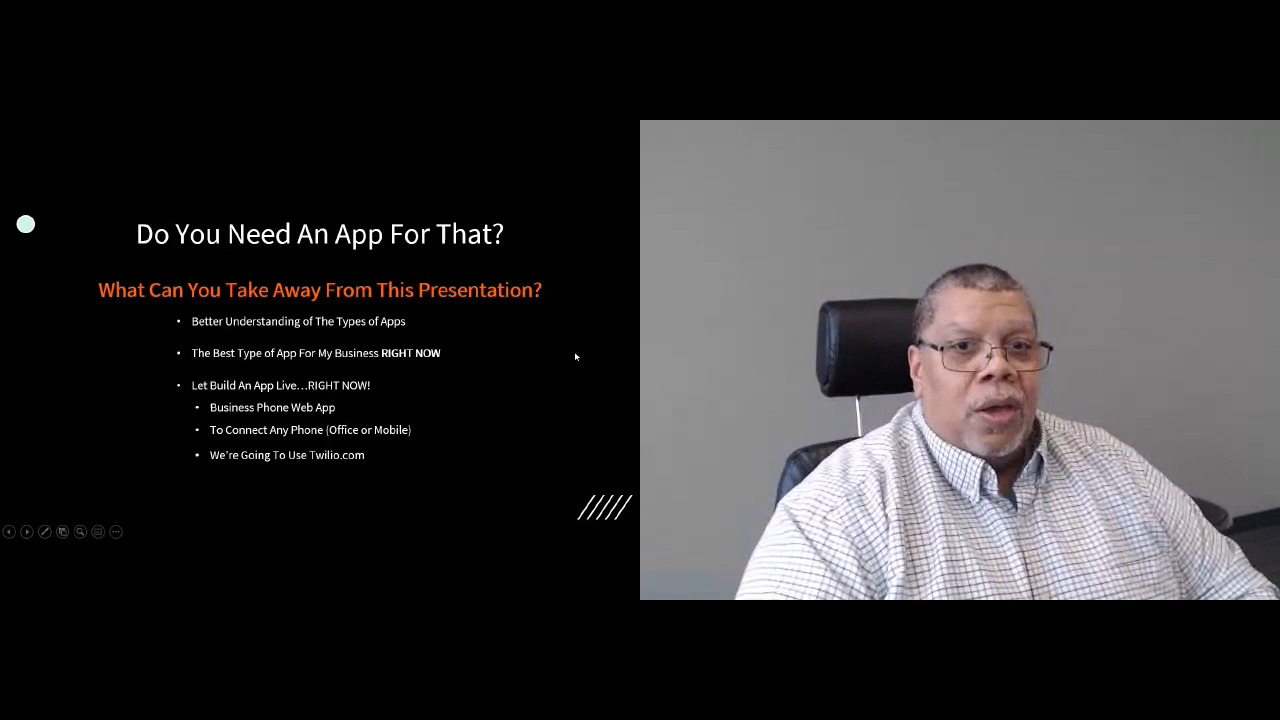 Do You Need An App For That?
What Can You Take Away From This Presentation?
• Better Understanding of The Types of Apps
• The Best Type of App For My Business RIGHT NOW
• Let Build An App Live...RIGHT NOW!
• Business Phone Web App
• To Connect Any Phone (Office or Mobile)
• We're Going To Use Twilio.com